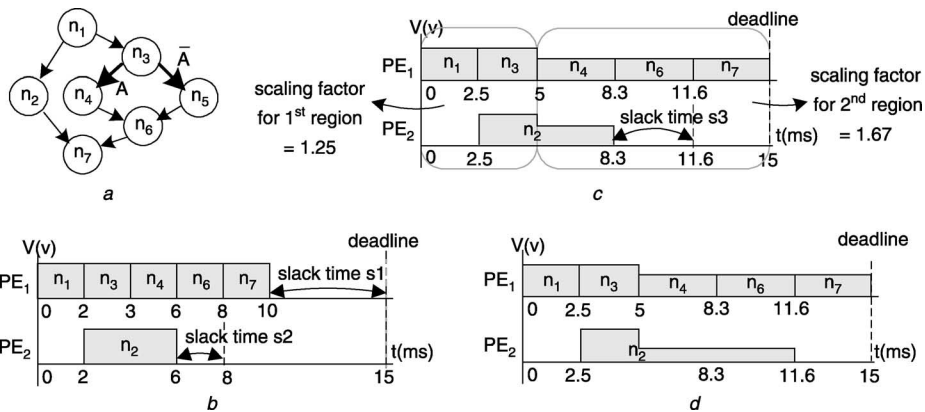 n1
n3
n2
n4
n5
n6
n7
A
A̅
a
deadline
V(v)
PE1
n1 n3 n4 n6 n7
0 2.5 5 8.3 11.6
PE2
n2
slack time s3
t(ms)
0 2.5 8.3 11.6 15
scaling factor
for 1st region
= 1.25
scaling factor
for 2nd region
= 1.67
c
V(v)
deadline
PE1
n1 n3 n4 n6 n7
slack time s1
0 2 3 6 8 10
PE2
n2
slack time s2
t(ms)
0 2 6 8 15
b
V(v)
deadline
PE1
n1 n3 n4 n6 n7
0 2.5 5 8.3 11.6
PE2
n2
t(ms)
0 2.5 8.3 11.6 15
d